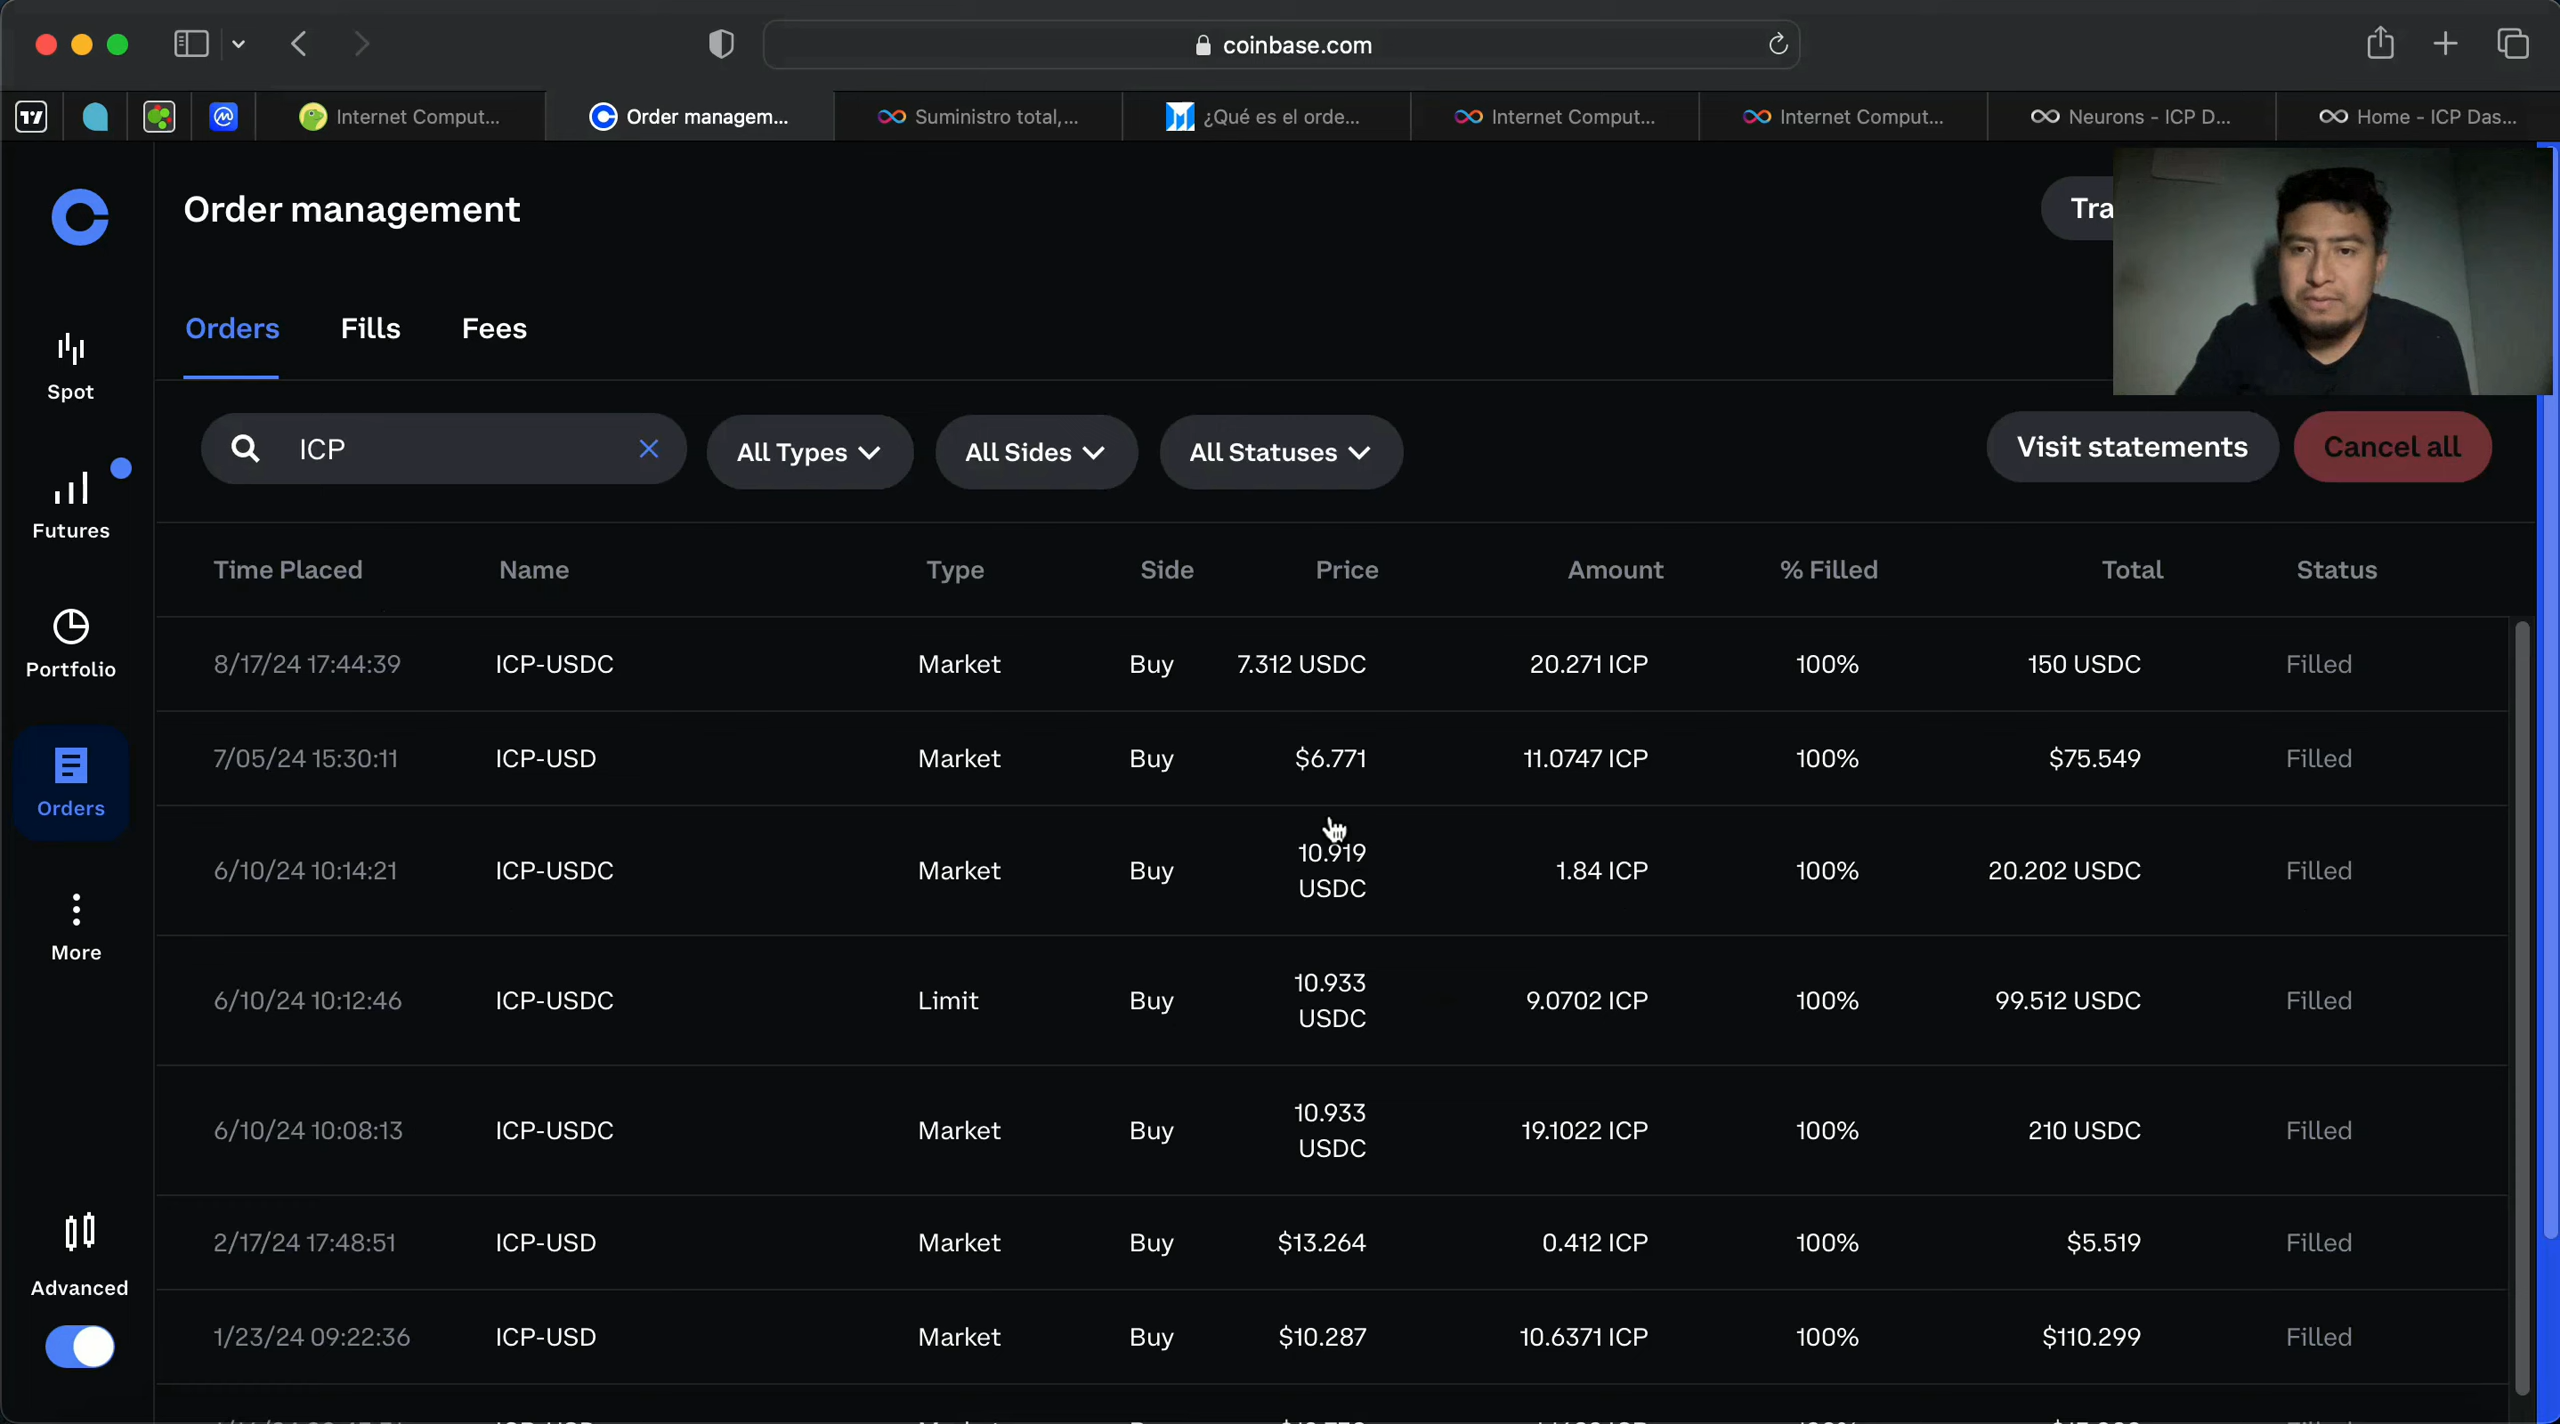 coinbase.com
Internet Comput...
Order managem...
Suministro total,...
¿Qué es el orde...
Internet Comput...
Internet Comput...
Neurons - ICP D...
Home - ICP Das...
Order management
Tra
Orders Fills Fees
Spot
Futures
Portfolio
Orders
More
Advanced
ICP
All Types
All Sides
All Statuses
Visit statements
Cancel all
Time Placed Name Type Side Price Amount % Filled Total Status
8/17/24 17:44:39 ICP-USDC Market Buy 7.312 USDC 20.271 ICP 100% 150 USDC Filled
7/05/24 15:30:11 ICP-USD Market Buy $6.771 11.0747 ICP 100% $75.549 Filled
6/10/24 10:14:21 ICP-USDC Market Buy 10.919 USDC 1.84 ICP 100% 20.202 USDC Filled
6/10/24 10:12:46 ICP-USDC Limit Buy 10.933 USDC 9.0702 ICP 100% 99.512 USDC Filled
6/10/24 10:08:13 ICP-USDC Market Buy 10.933 USDC 19.1022 ICP 100% 210 USDC Filled
2/17/24 17:48:51 ICP-USD Market Buy $13.264 0.412 ICP 100% $5.519 Filled
1/23/24 09:22:36 ICP-USD Market Buy $10.287 10.6371 ICP 100% $110.299 Filled